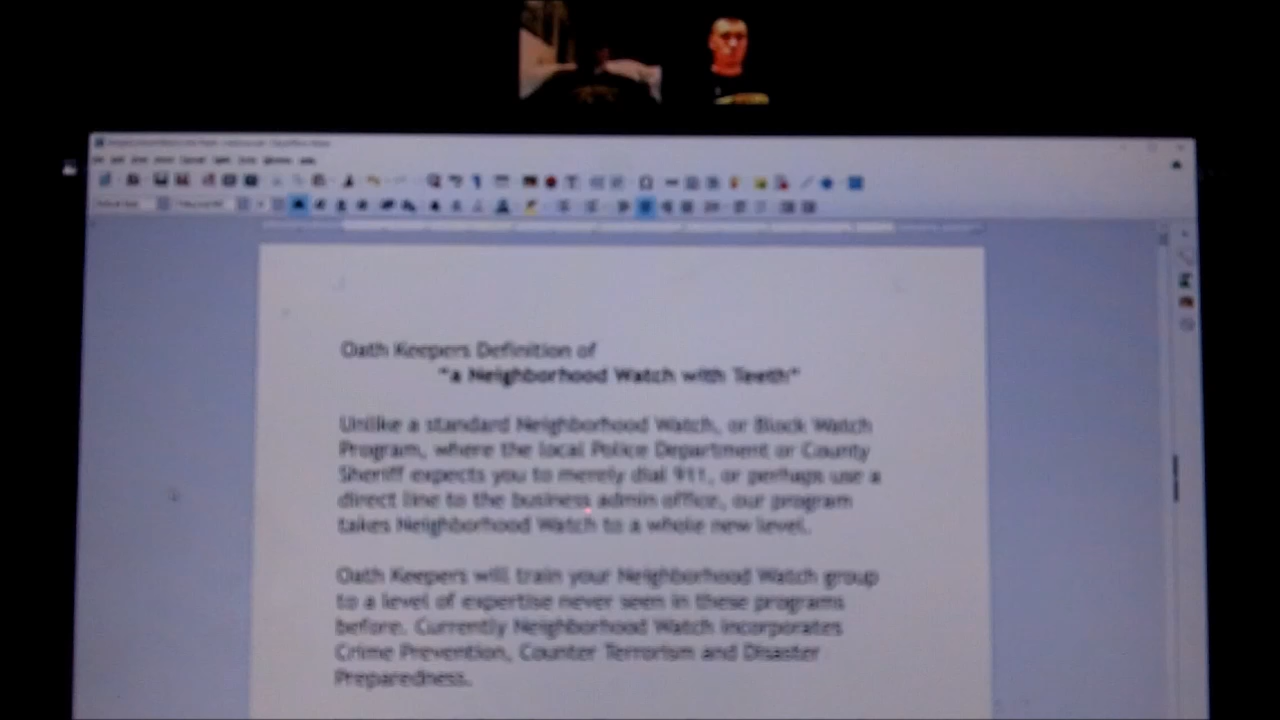 Oath Keepers Definition of
"a Neighborhood Watch with Teeth"
Unlike a standard Neighborhood Watch, or Block Watch
Program, where the local Police Department or County
Sheriff expects you to merely dial 911, or perhaps use a
direct line to the business admin office, our program
takes Neighborhood Watch to a whole new level.
Oath Keepers will train your Neighborhood Watch group
to a level of expertise never seen in these programs
before. Currently Neighborhood Watch incorporates
Crime Prevention, Counter Terrorism and Disaster
Preparedness.